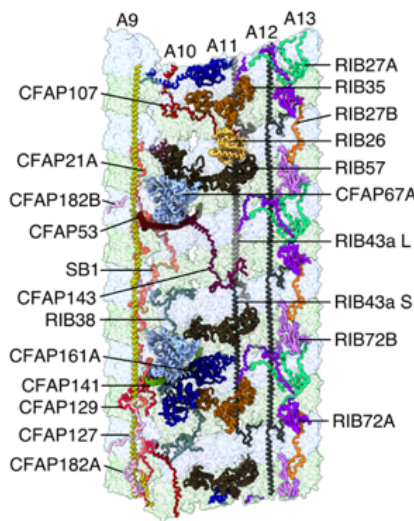 A9 A10 A11 A12 A13
RIB27A
CFAP107
RIB35
RIB27B
RIB26
CFAP21A
RIB57
CFAP182B
CFAP67A
CFAP53
RIB43a L
SB1
CFAP143
RIB43a S
RIB38
RIB72B
CFAP161A
CFAP141
CFAP129
RIB72A
CFAP127
CFAP182A